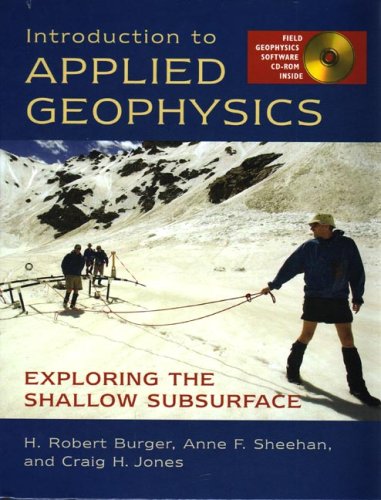 Introduction to
APPLIED
GEOPHYSICS
FIELD
GEOPHYSICS
SOFTWARE
CD-ROM
INSIDE
EXPLORING THE
SHALLOW SUBSURFACE
H. Robert Burger, Anne F. Sheehan,
and Craig H. Jones